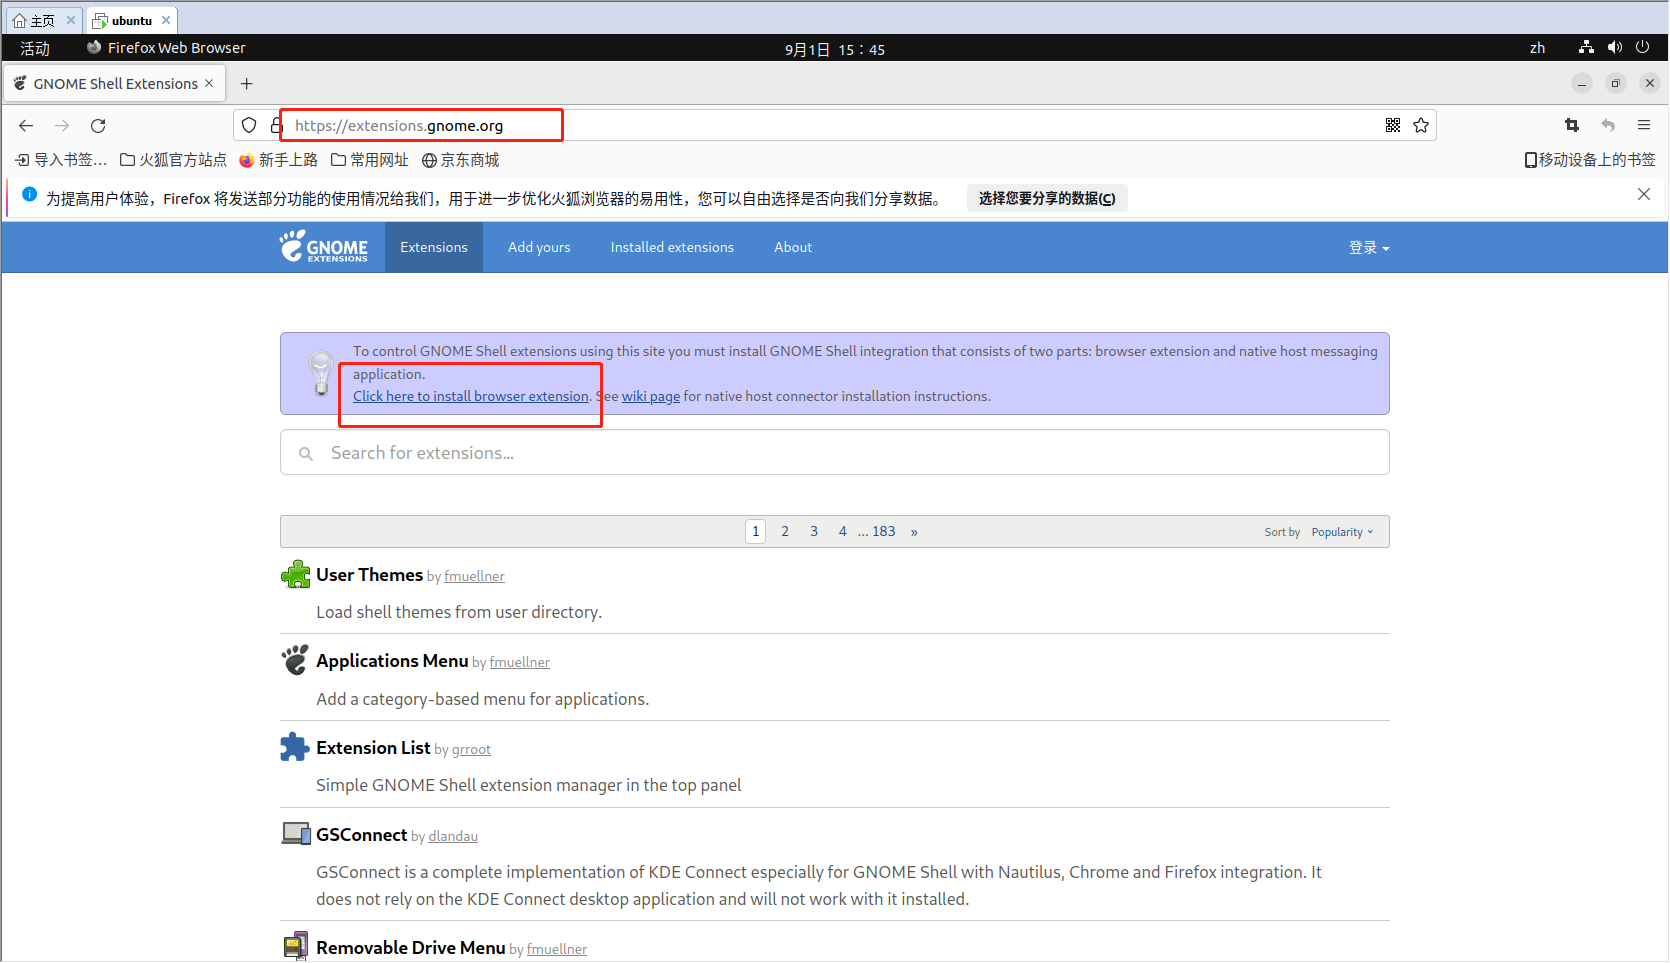 主页
ubuntu
活动
Firefox Web Browser
9月1日 15：45
zh
GNOME Shell Extensions
https://extensions.gnome.org
导入书签...
火狐官方站点
新手上路
常用网址
京东商城
移动设备上的书签
为提高用户体验，Firefox 将发送部分功能的使用情况给我们，用于进一步优化火狐浏览器的易用性，您可以自由选择是否向我们分享数据。
选择您要分享的数据(C)
GNOME
EXTENSIONS
Extensions
Add yours
Installed extensions
About
登录
To control GNOME Shell extensions using this site you must install GNOME Shell integration that consists of two parts: browser extension and native host messaging
application.
Click here to install browser extension. See wiki page for native host connector installation instructions.
Search for extensions...
1 2 3 4 ... 183 »
Sort by Popularity
User Themes by fmuellner
Load shell themes from user directory.
Applications Menu by fmuellner
Add a category-based menu for applications.
Extension List by grroot
Simple GNOME Shell extension manager in the top panel
GSConnect by dlandau
GSConnect is a complete implementation of KDE Connect especially for GNOME Shell with Nautilus, Chrome and Firefox integration. It
does not rely on the KDE Connect desktop application and will not work with it installed.
Removable Drive Menu by fmuellner